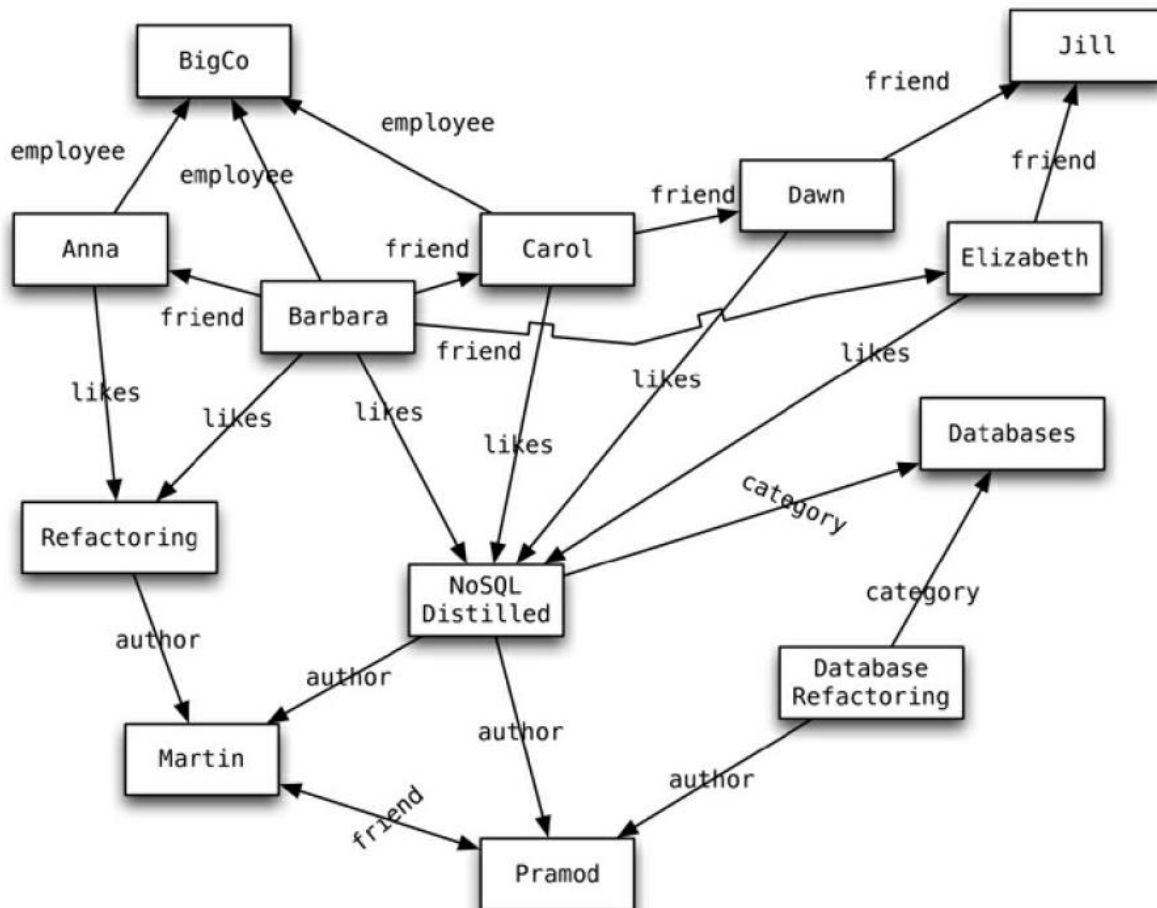 BigCo
Jill
friend
employee
employee
friend
employee
friend
Dawn
Anna
friend
Carol
Elizabeth
friend
Barbara
friend
likes
likes
likes
likes
likes
likes
Databases
category
Refactoring
NoSQL
Distilled
category
author
author
Database
Refactoring
author
Martin
author
friend
Pramod